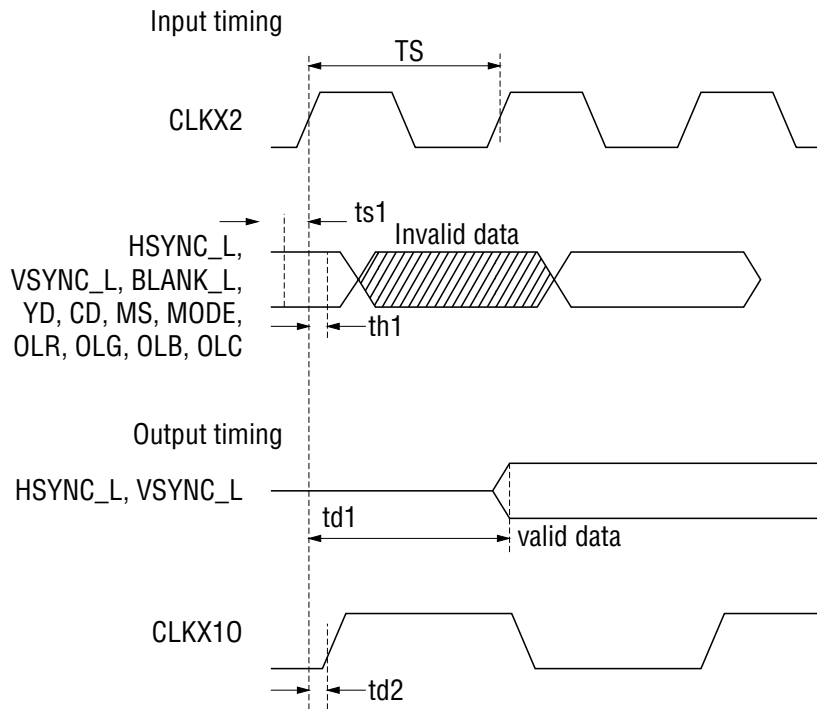 Input timing
TS
CLKX2
ts1
HSYNC_L,
VSYNC_L, BLANK_L,
YD, CD, MS, MODE,
OLR, OLG, OLB, OLC
Invalid data
th1
Output timing
HSYNC_L, VSYNC_L
td1
valid data
CLKX1O
td2